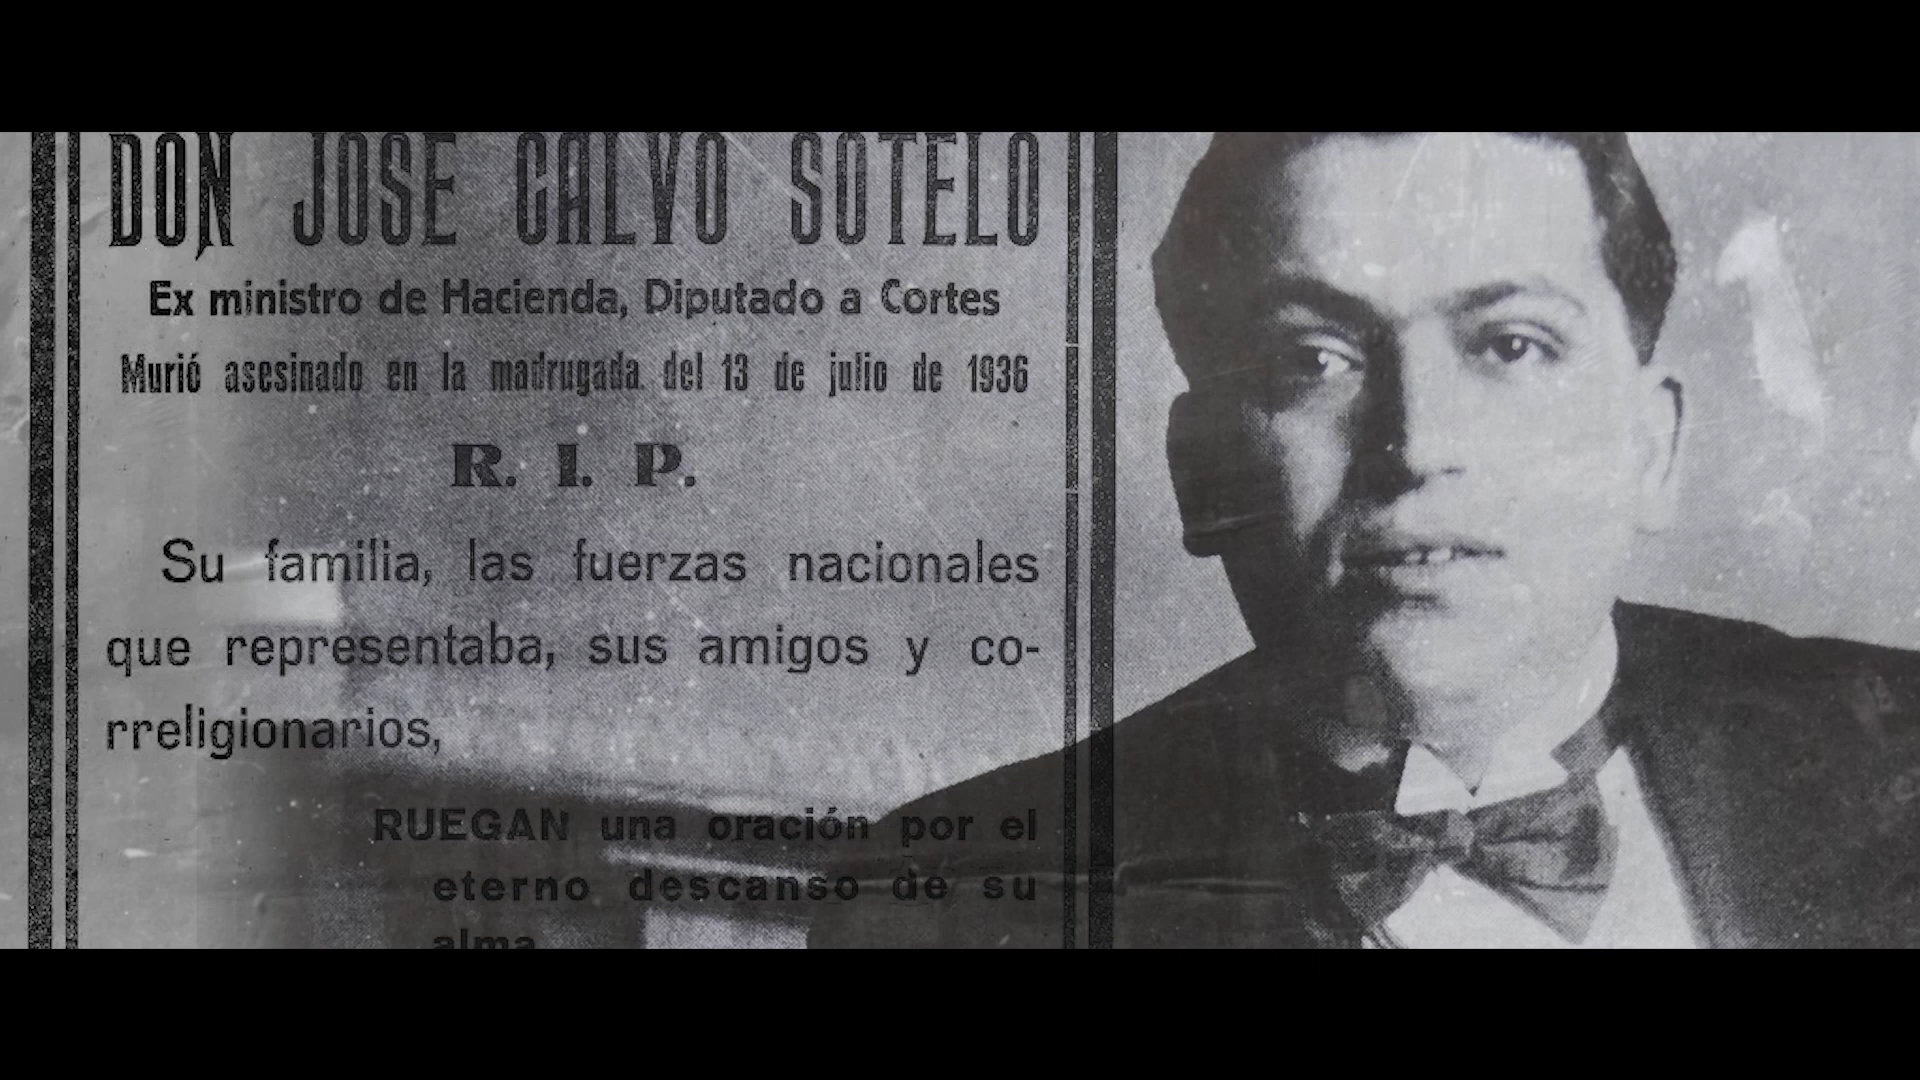 DON JOSE CALVO SOTELO
Ex ministro de Hacienda, Diputado a Cortes
Murió asesinado en la madrugada del 13 de julio de 1936
R. I. P.
Su familia, las fuerzas nacionales
que representaba, sus amigos y co-
rreligionarios,
RUEGAN una oración por el
eterno descanso de su
alma